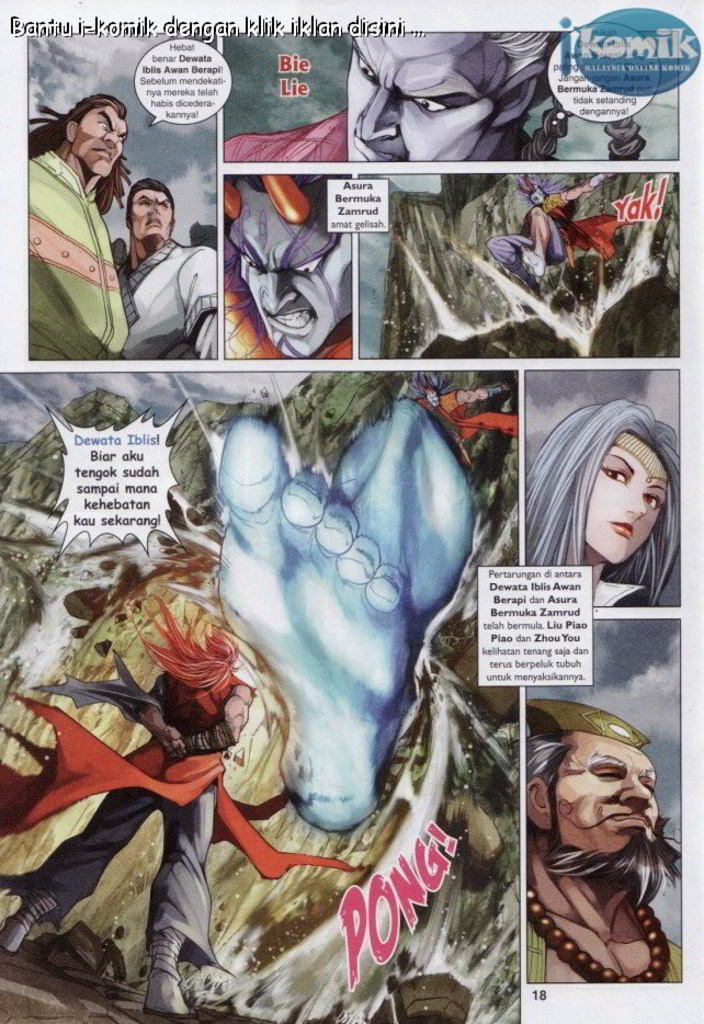 Bantu i-komik dengan klik iklan disini ...
ikomik
MALAYSIA ONLINE KOMIK
Hebat
benar Dewata
Iblis Awan Berapi!
Sebelum mendekati-
nya mereka telah
habis dicedera-
kannya!
Bie
Lie
Jangan-jangan Asura
Bermuka Zamrud pun
tidak setanding
dengannya!
Asura
Bermuka
Zamrud
amat gelisah.
Yak!
Dewata Iblis!
Biar aku
tengok sudah
sampai mana
kehebatan
kau sekarang!
Pertarungan di antara
Dewata Iblis Awan
Berapi dan Asura
Bermuka Zamrud
telah bermula. Liu Piao
Piao dan Zhou You
kelihatan tenang saja dan
terus berpeluk tubuh
untuk menyaksikannya.
PONG!
18